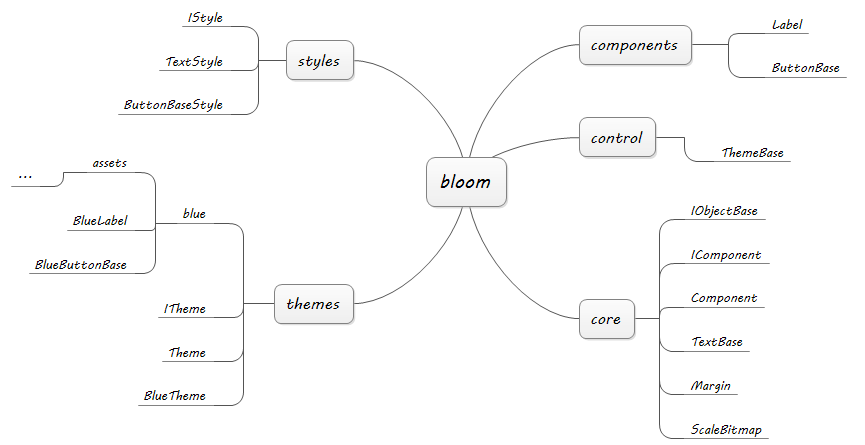 bloom
styles
IStyle
TextStyle
ButtonBaseStyle
themes
blue
assets
...
BlueLabel
BlueButtonBase
ITheme
Theme
BlueTheme
components
Label
ButtonBase
control
ThemeBase
core
IObjectBase
IComponent
Component
TextBase
Margin
ScaleBitmap